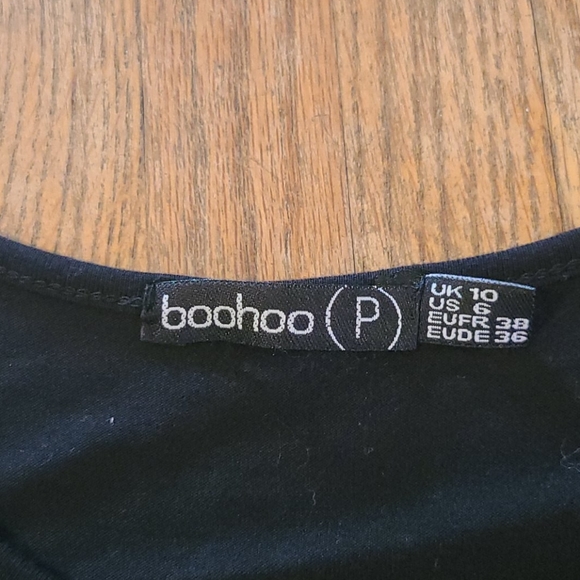 boohoo P
UK 10
US 6
EUFR 38
EUDE 36